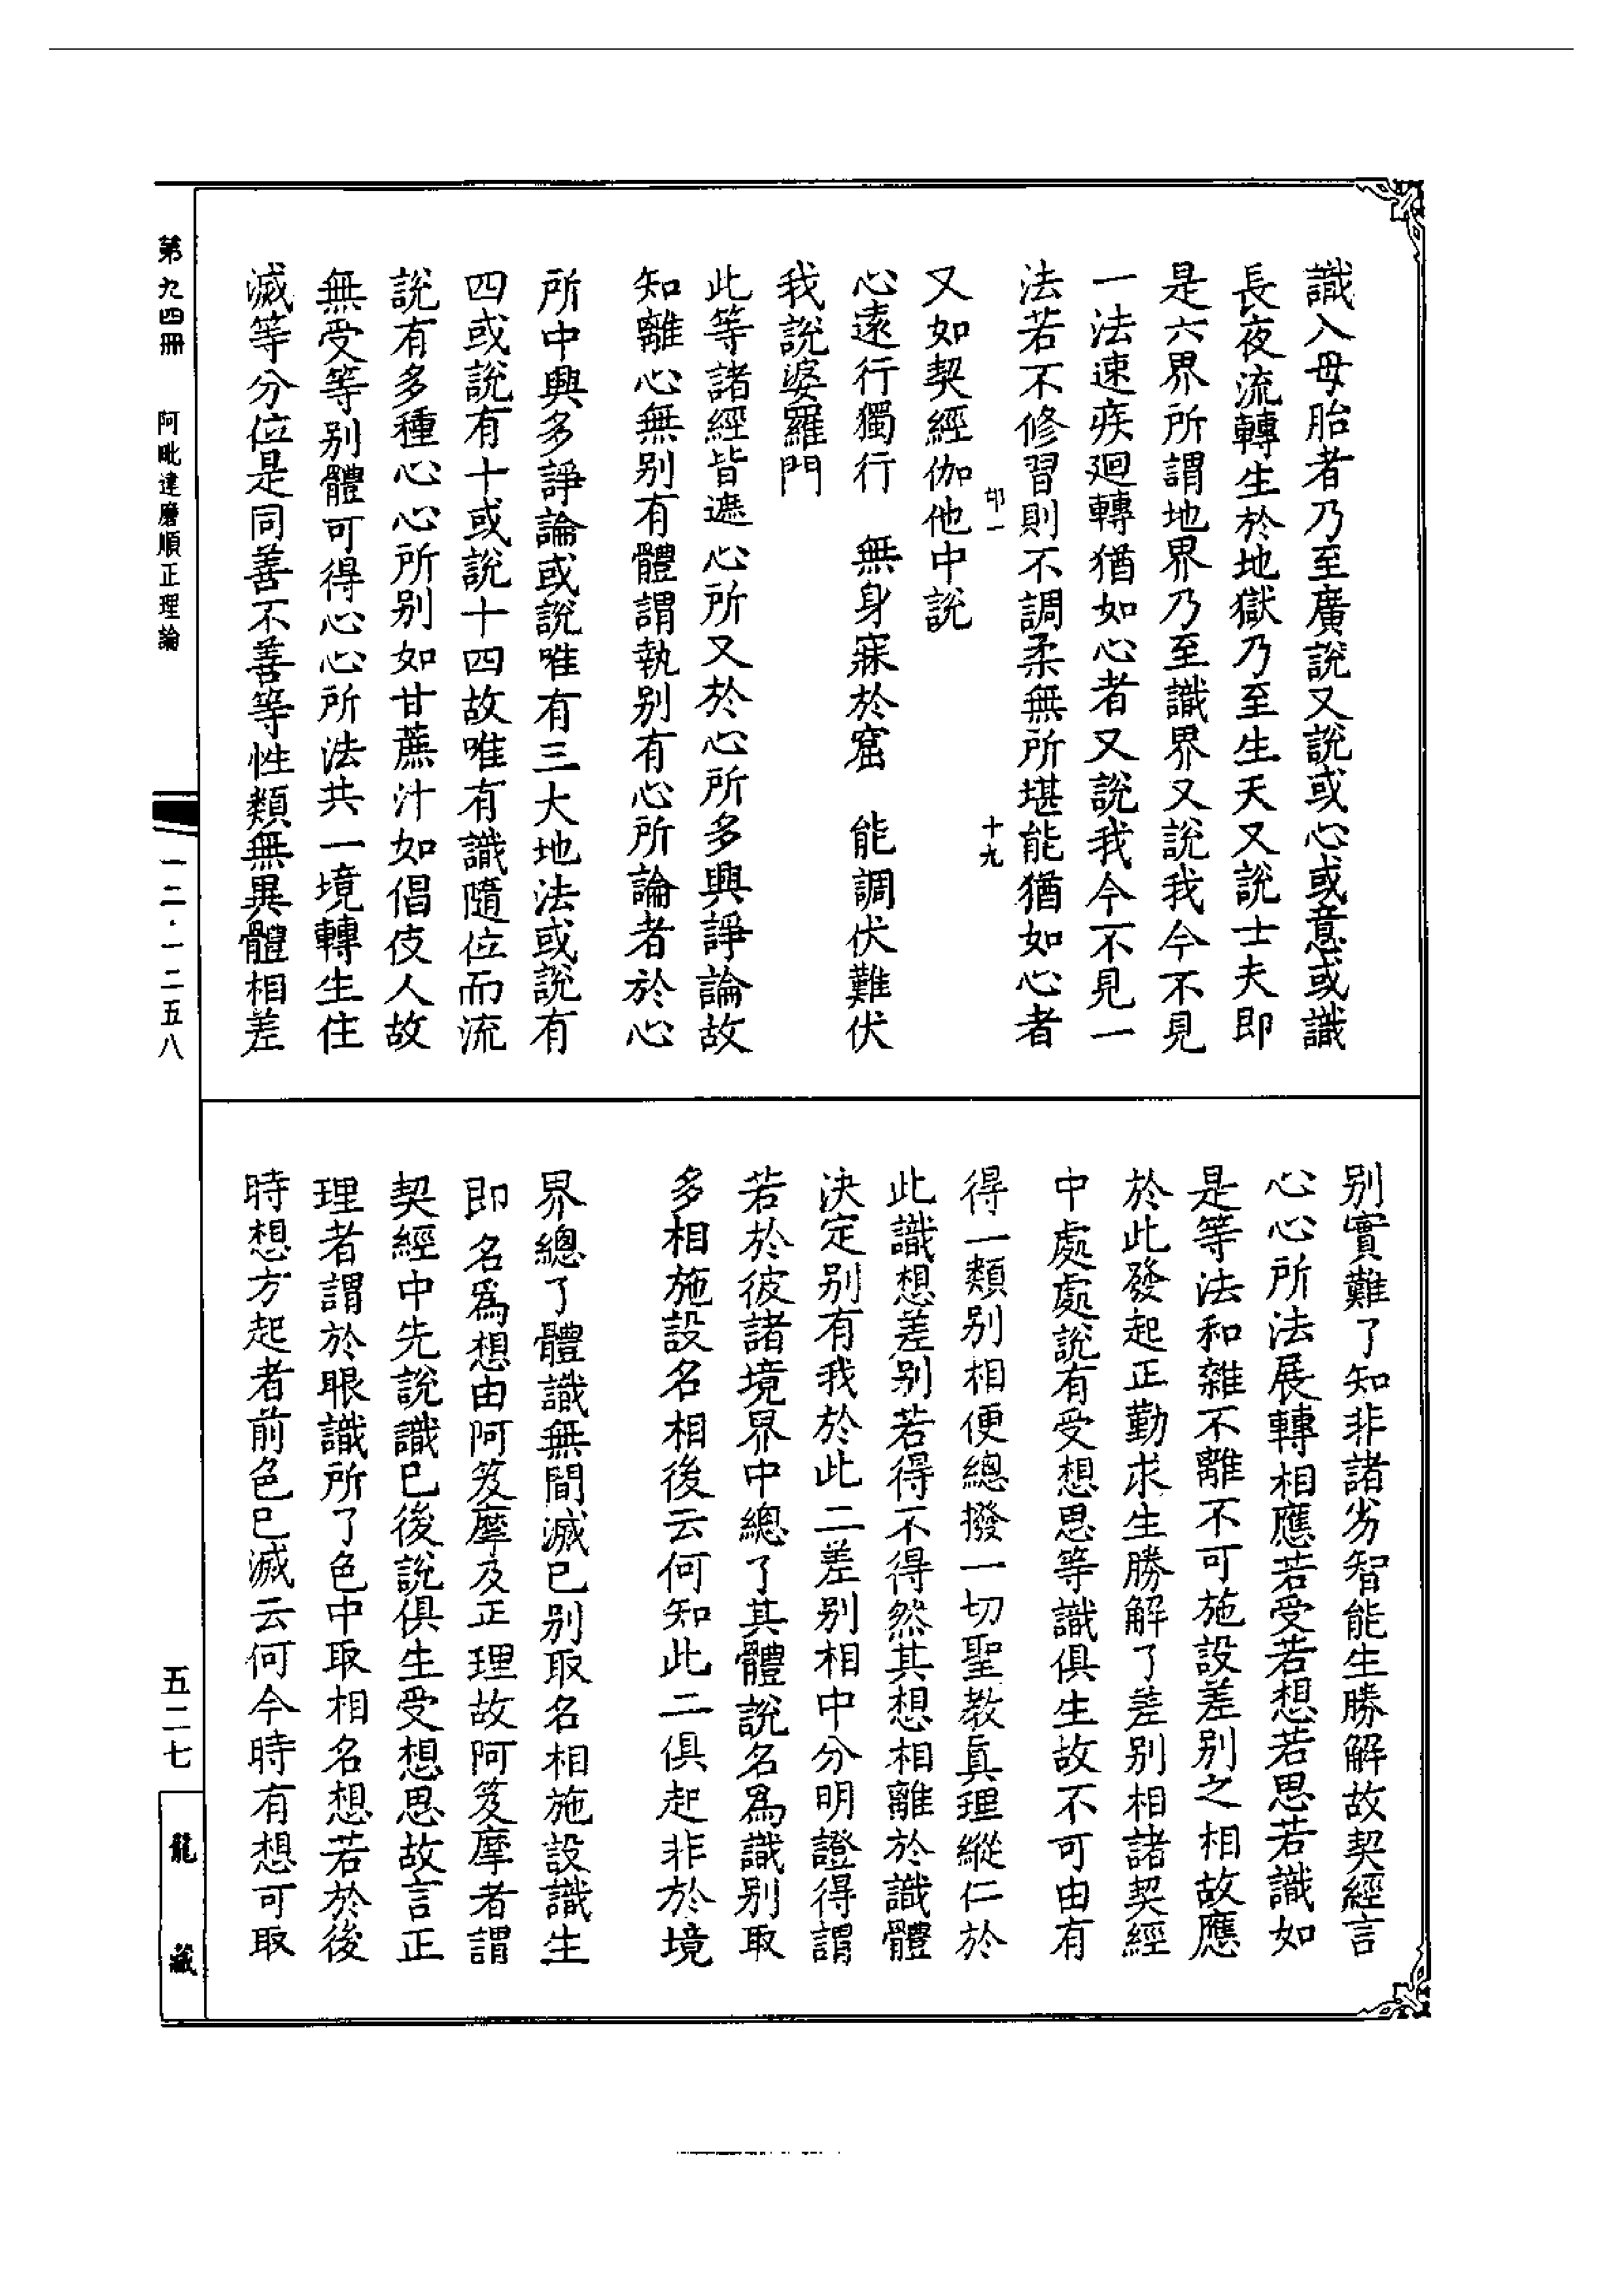 識入母胎者乃至廣說又說或心或意或識
長夜流轉生於地獄乃至生天又說士夫即
是六界所謂地界乃至識界又說我今不見
一法速疾迴轉猶如心者又說我今不見一
法若不修習則不調柔無所堪能猶如心者
十九
又如契經伽他中說
心遠行獨行　無身寐於窟　能調伏難伏
我說婆羅門
此等諸經皆遮心所又於心所多興諍論故
知離心無別有體謂執別有心所論者於心
所中興多諍論或說唯有三大地法或說有
四或說有十或說十四故唯有識隨位而流
說有多種心心所別如甘蔗汁如倡伎人故
無受等別體可得心心所法共一境轉生住
滅等分位是同善不善等性類無異體相差
別實難了知非諸劣智能生勝解故契經言
心心所法展轉相應若受若想若思若識如
是等法和雜不離不可施設差別之相故應
於此發起正勤求生勝解了差別相諸契經
中處處說有受想思等識俱生故不可由有
得一類別相便總撥一切聖教真理縱仁於
此識想差別若得不得然其想相離於識體
決定別有我於此二差別相中分明證得謂
若於彼諸境界中總了其體說名為識別取
多相施設名相後云何知此二俱起非於境
界總了體識無間滅已別取名相施設識生
即名爲想由阿笈摩及正理故阿笈摩者謂
契經中先說識已後說俱生受想思故言正
理者謂於眼識所了色中取相名想若於後
時想方起者前色已滅云何今時有想可取
第九四冊　阿毗達磨順正理論
一二·一二五八
五二七
龍藏